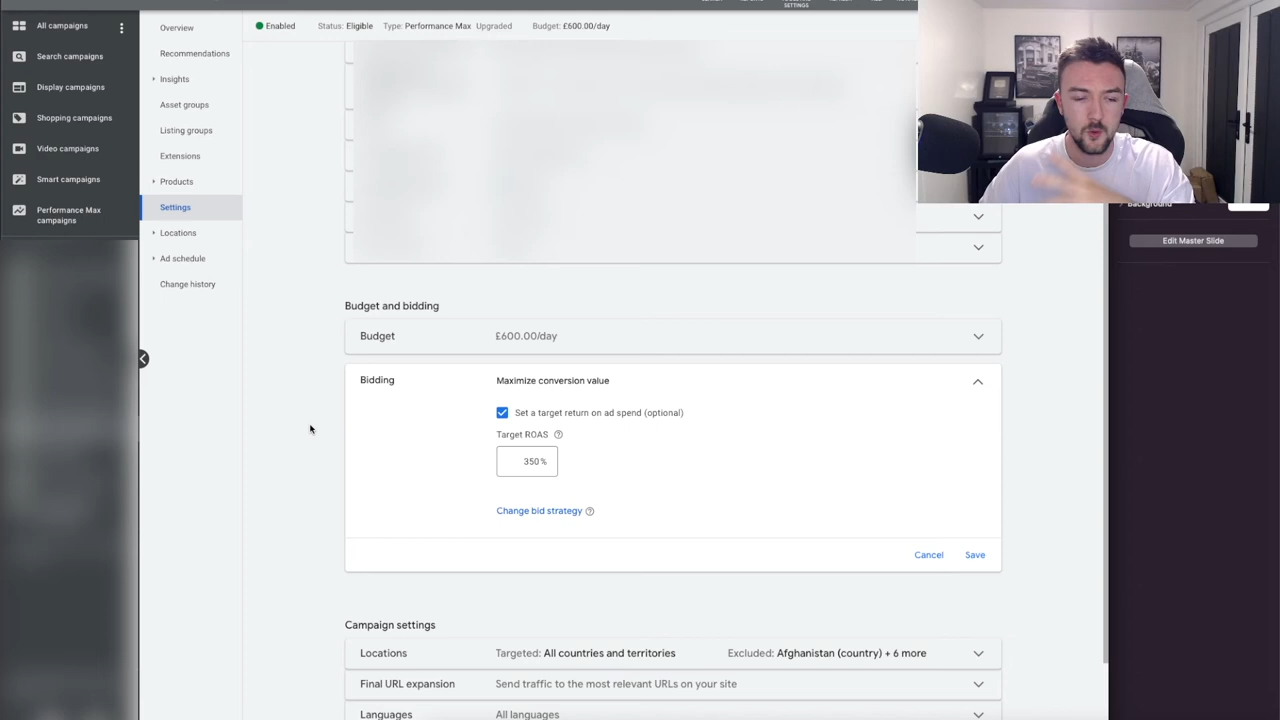 SETTINGS
All campaigns
Search campaigns
Display campaigns
Shopping campaigns
Video campaigns
Smart campaigns
Performance Max
campaigns
Overview
Recommendations
Insights
Asset groups
Listing groups
Extensions
Products
Settings
Locations
Ad schedule
Change history
Enabled Status: Eligible Type: Performance Max Upgraded Budget: £600.00/day
Budget and bidding
Budget £600.00/day
Bidding Maximize conversion value
Set a target return on ad spend (optional)
Target ROAS
350%
Change bid strategy
Cancel Save
Campaign settings
Locations Targeted: All countries and territories Excluded: Afghanistan (country) + 6 more
Final URL expansion Send traffic to the most relevant URLs on your site
Languages All languages
Background
Edit Master Slide